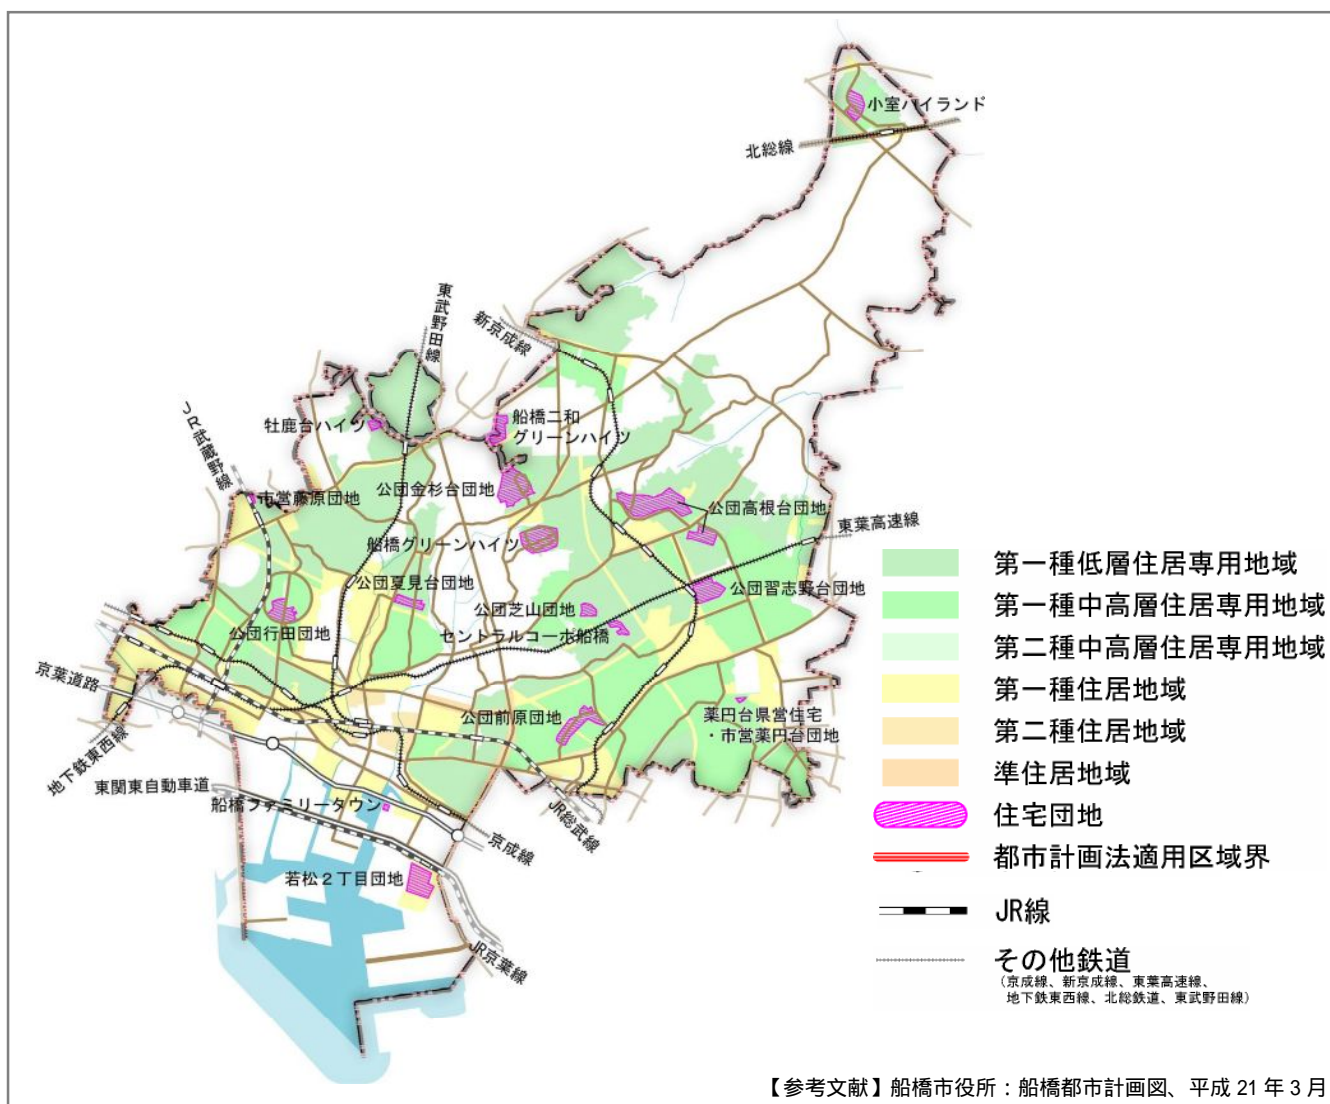 小室ハイランド
北総線
東武野田線
新京成線
JR武蔵野線
牡鹿台ハイツ
船橋二和
グリーンハイツ
市営藤原団地
公団金杉台団地
公団高根台団地
東葉高速線
船橋グリーンハイツ
公団夏見台団地
公団習志野台団地
公団芝山団地
公団行田団地
セントラルコーポ船橋
京葉道路
公団前原団地
薬円台県営住宅
・市営薬円台団地
地下鉄東西線
東関東自動車道
船橋ファミリータウン
JR総武線
京成線
若松2丁目団地
JR京葉線
第一種低層住居専用地域
第一種中高層住居専用地域
第二種中高層住居専用地域
第一種住居地域
第二種住居地域
準住居地域
住宅団地
都市計画法適用区域界
JR線
その他鉄道
(京成線、新京成線、東葉高速線、
地下鉄東西線、北総鉄道、東武野田線)
【参考文献】船橋市役所:船橋都市計画図、平成21年3月